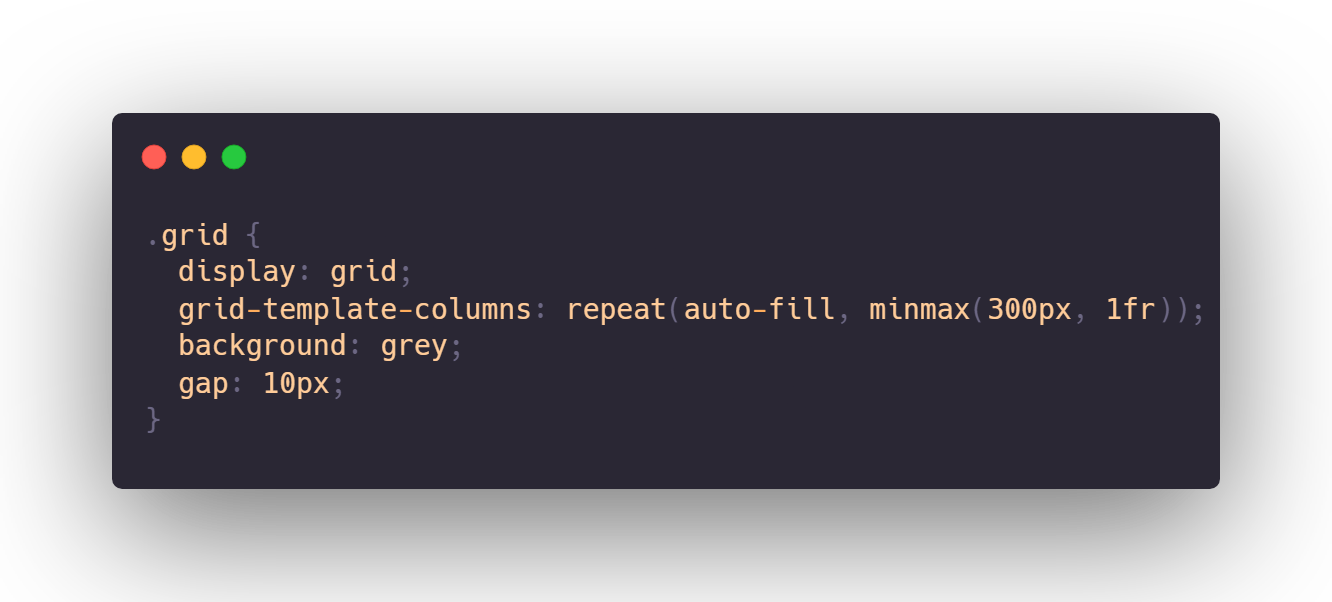 .grid {
  display: grid;
  grid-template-columns: repeat(auto-fill, minmax(300px, 1fr));
  background: grey;
  gap: 10px;
}